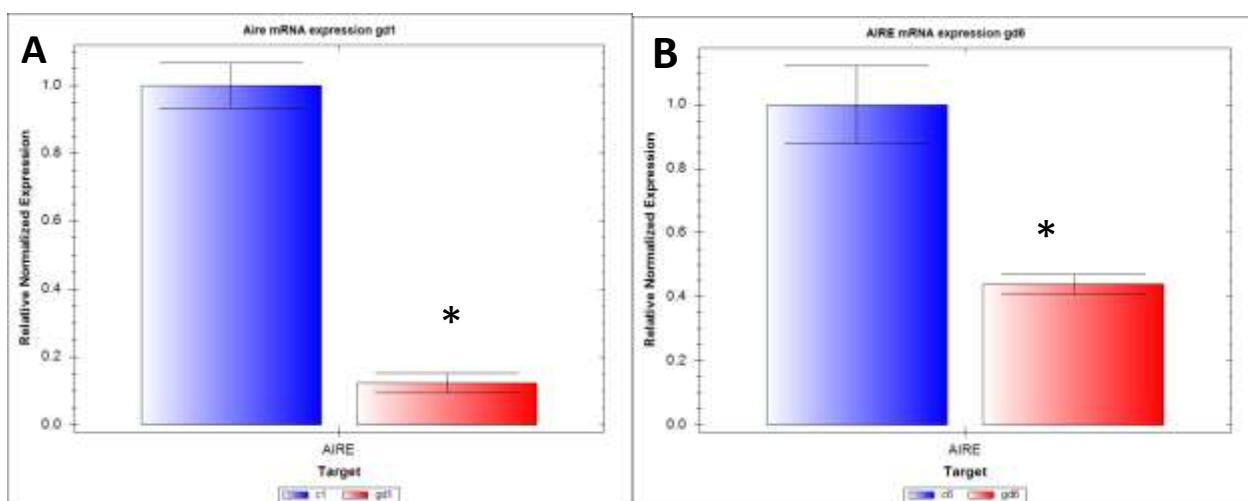 A
Aire mRNA expression gd1
Relative Normalized Expression
1.0
0.8
0.6
0.4
0.2
0.0
*
AIRE
Target
c1 gd1
B
AIRE mRNA expression gd6
Relative Normalized Expression
1.0
0.8
0.6
0.4
0.2
0.0
*
AIRE
Target
c6 gd6